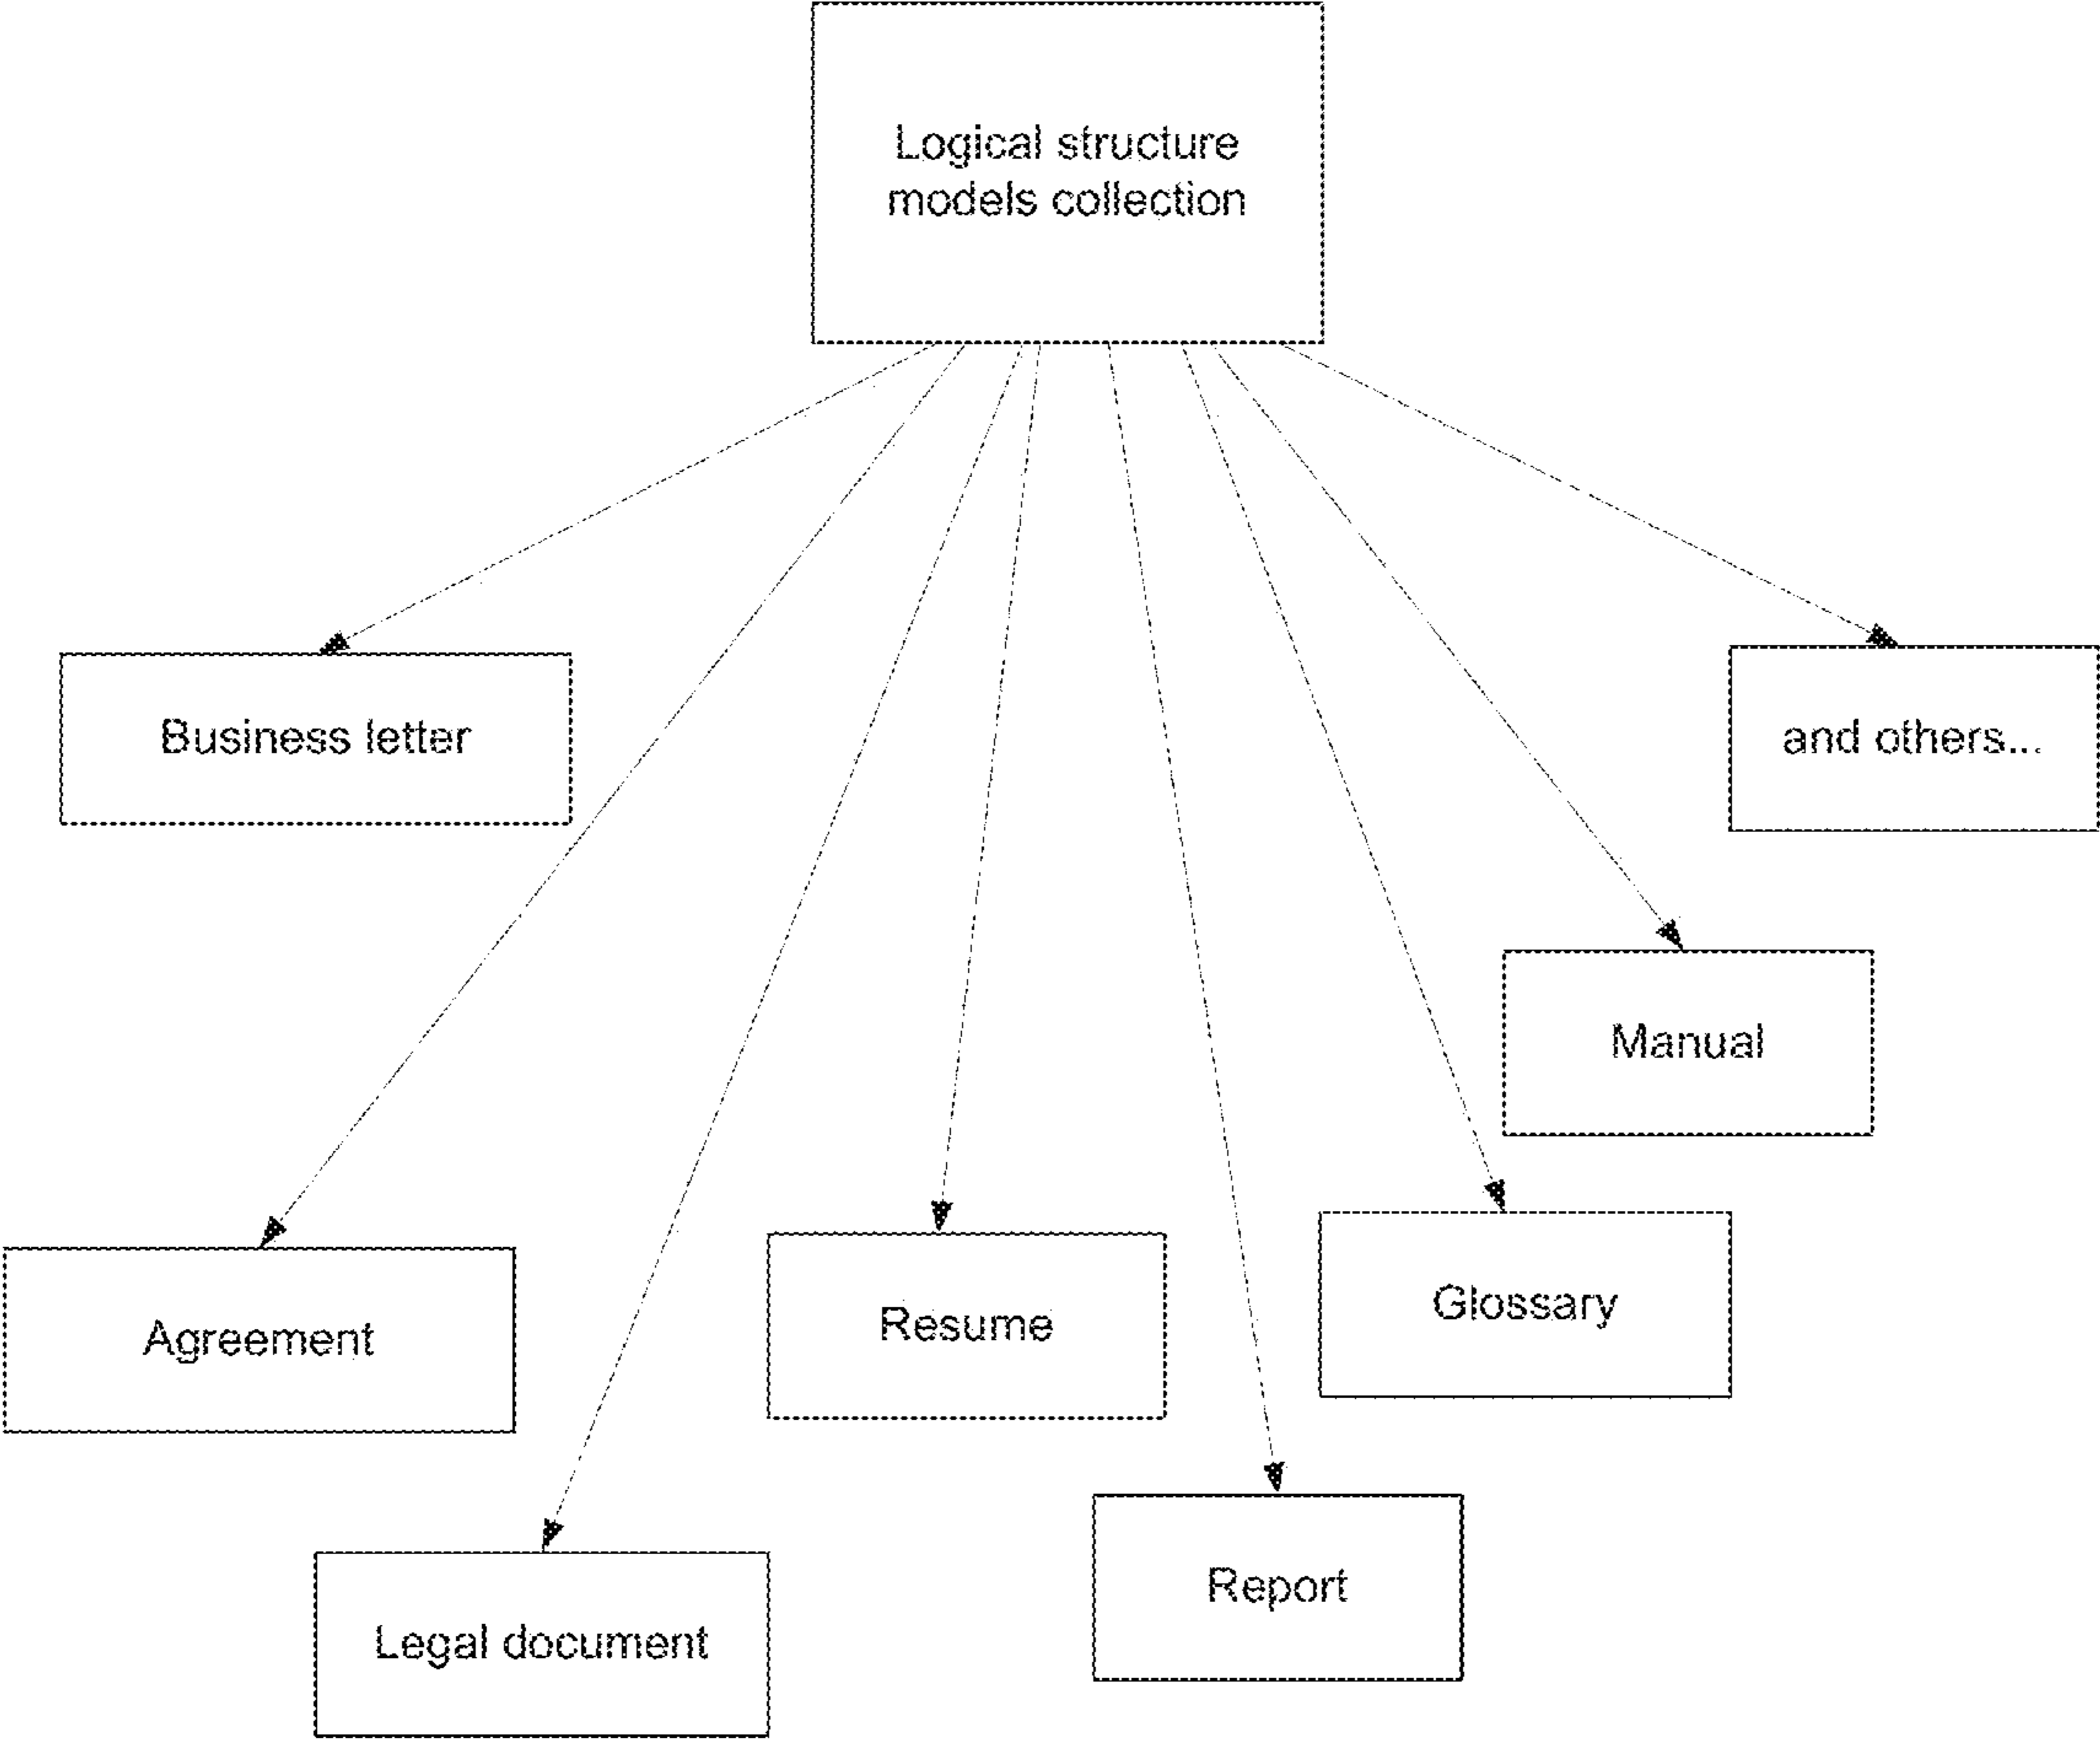 Logical structure
models collection
Business letter
and others...
Manual
Glossary
Resume
Agreement
Report
Legal document